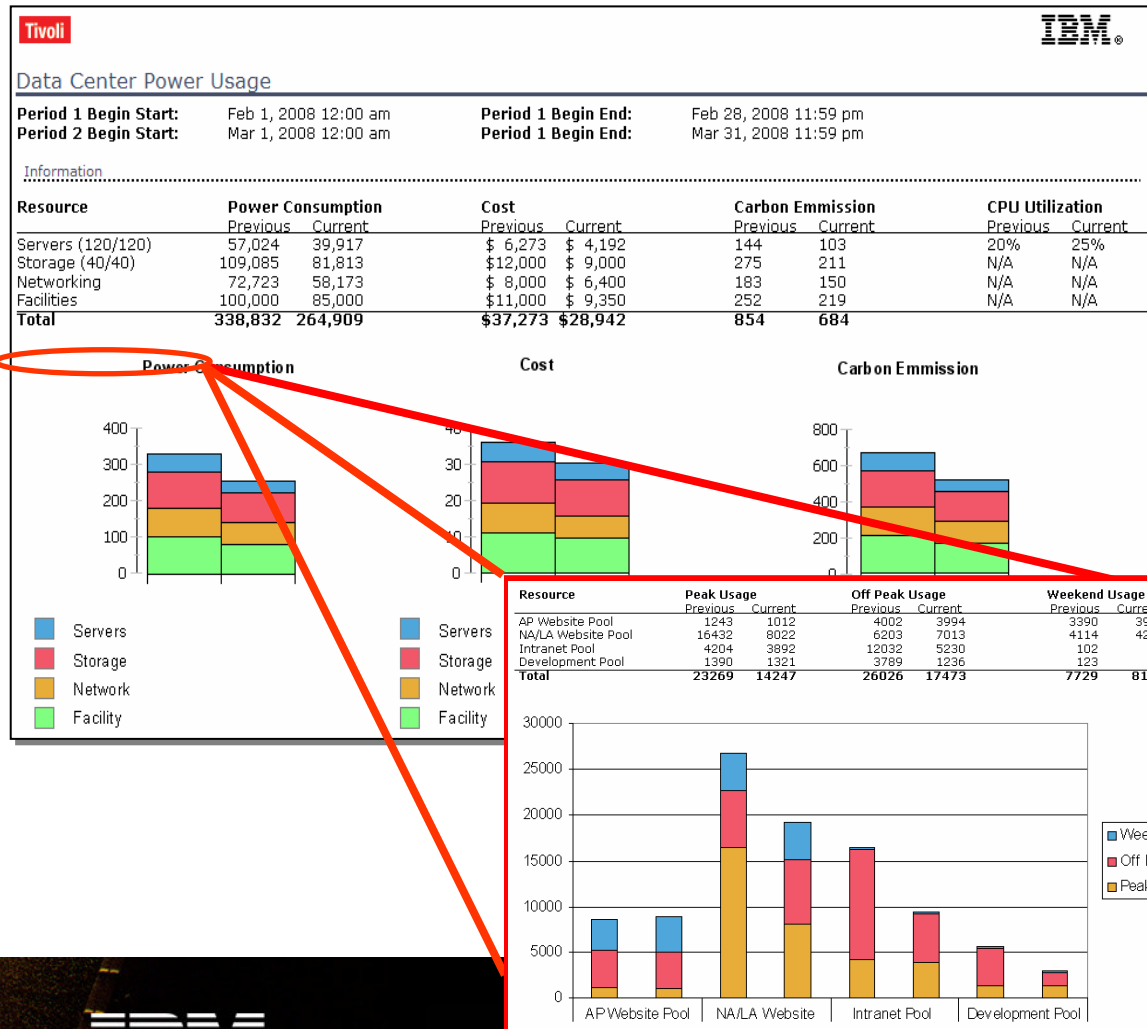 Tivoli
IBM®
Data Center Power Usage
Period 1 Begin Start: Feb 1, 2008 12:00 am Period 1 Begin End: Feb 28, 2008 11:59 pm
Period 2 Begin Start: Mar 1, 2008 12:00 am Period 1 Begin End: Mar 31, 2008 11:59 pm
Information
Resource Power Consumption Cost Carbon Emmission CPU Utilization
Previous Current Previous Current Previous Current Previous Current
Servers (120/120) 57,024 39,917 $ 6,273 $ 4,192 144 103 20% 25%
Storage (40/40) 109,085 81,813 $12,000 $ 9,000 275 211 N/A N/A
Networking 72,723 58,173 $ 8,000 $ 6,400 183 150 N/A N/A
Facilities 100,000 85,000 $11,000 $ 9,350 252 219 N/A N/A
Total 338,832 264,909 $37,273 $28,942 854 684
Power Consumption
400
300
200
100
0
Servers
Storage
Network
Facility
Cost
40
30
20
10
0
Servers
Storage
Network
Facility
Carbon Emmission
800
600
400
200
0
Resource Peak Usage Off Peak Usage Weekend Usage
Previous Current Previous Current Previous
AP Website Pool 1243 1012 4002 3994 3390
NA/LA Website Pool 16432 8022 6203 7013 4114
Intranet Pool 4204 3892 12032 5230 102
Development Pool 1390 1321 3789 1236 123
Total 23269 14247 26026 17473 7729
30000
25000
20000
15000
10000
5000
0
AP Website Pool NA/LA Website Intranet Pool Development Pool
Off
IBM